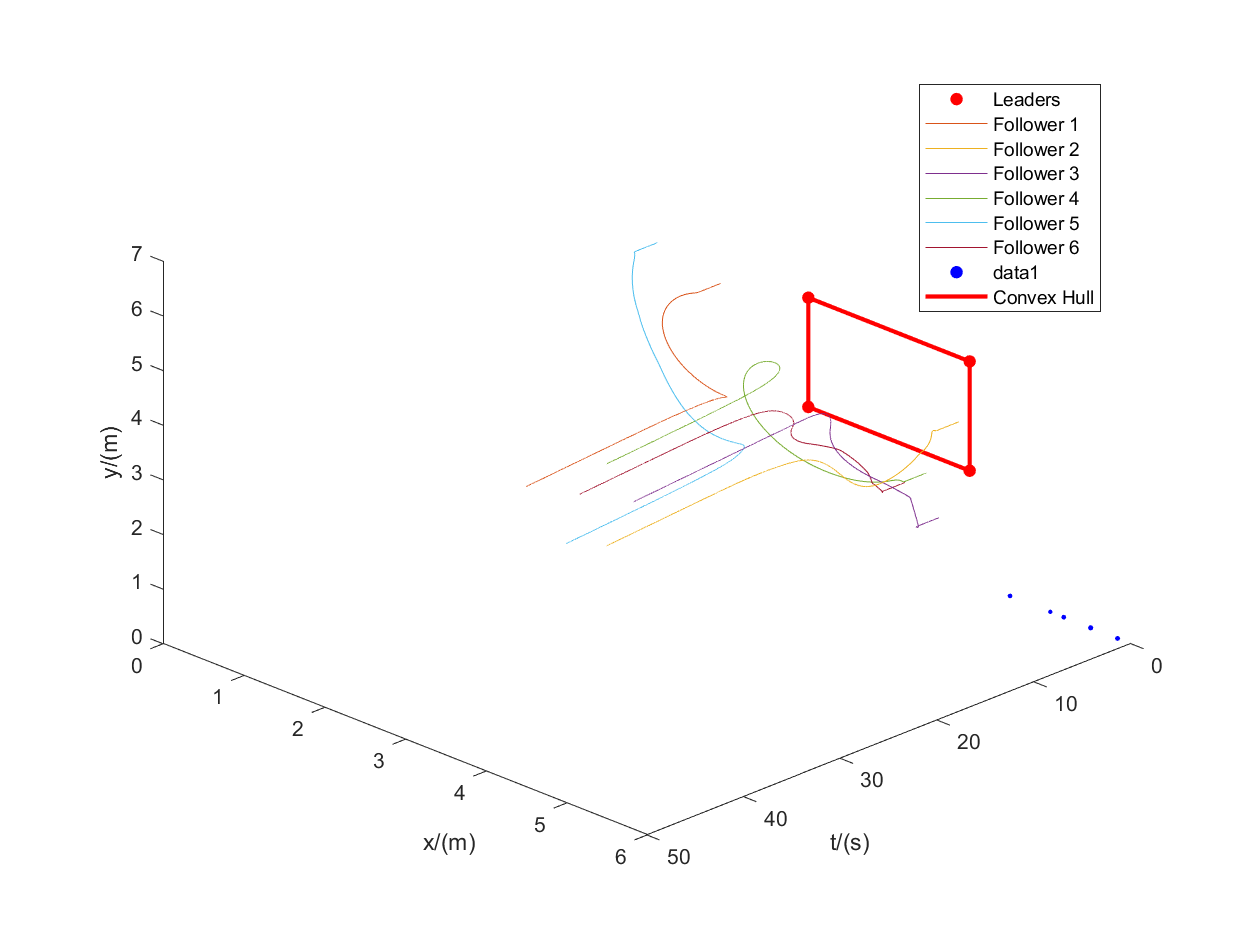 Leaders
Follower 1
Follower 2
Follower 3
Follower 4
Follower 5
Follower 6
data1
Convex Hull
7
6
5
4
3
2
1
0
y/(m)
0
1
2
3
4
5
6
x/(m)
50
40
30
20
10
0
t/(s)